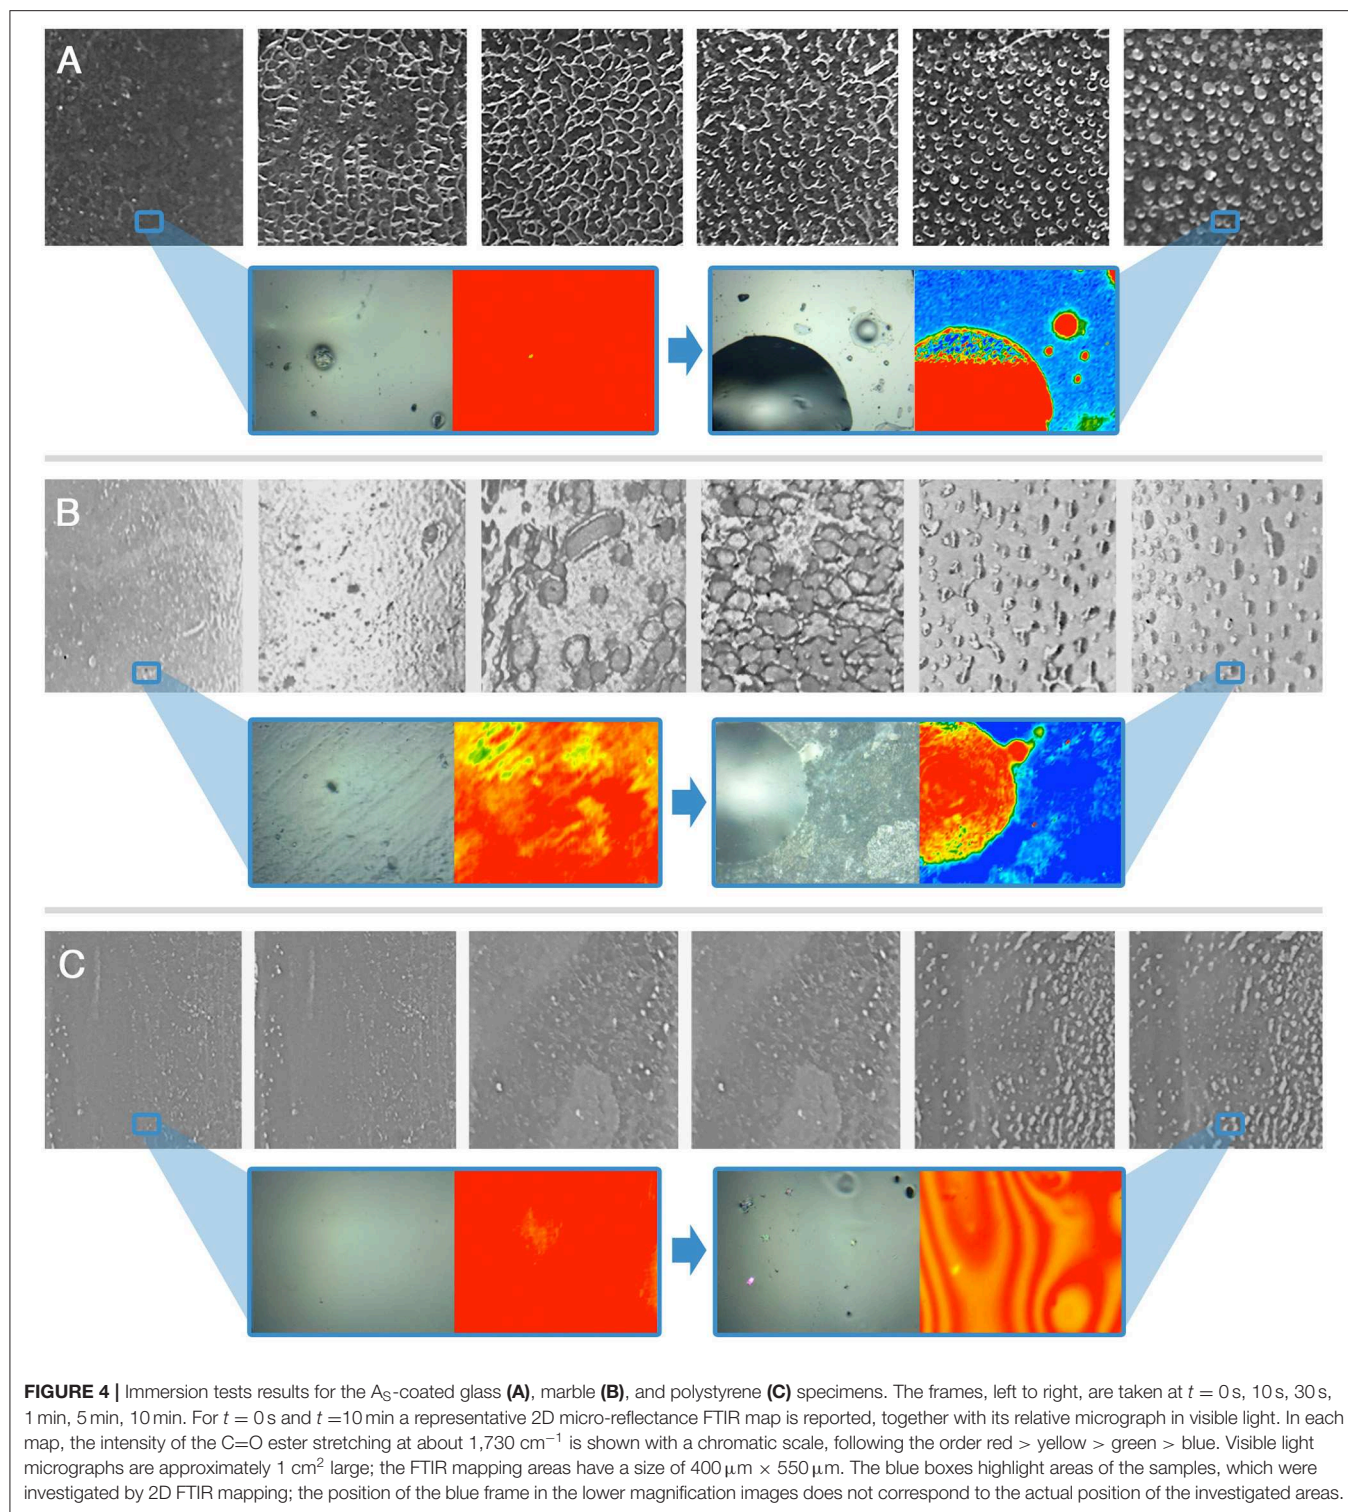 A
B
C
FIGURE 4 | Immersion tests results for the AS-coated glass (A), marble (B), and polystyrene (C) specimens. The frames, left to right, are taken at t = 0 s, 10 s, 30 s,
1 min, 5 min, 10 min. For t = 0 s and t =10 min a representative 2D micro-reflectance FTIR map is reported, together with its relative micrograph in visible light. In each
map, the intensity of the C=O ester stretching at about 1,730 cm−1 is shown with a chromatic scale, following the order red > yellow > green > blue. Visible light
micrographs are approximately 1 cm2 large; the FTIR mapping areas have a size of 400 μm × 550 μm. The blue boxes highlight areas of the samples, which were
investigated by 2D FTIR mapping; the position of the blue frame in the lower magnification images does not correspond to the actual position of the investigated areas.